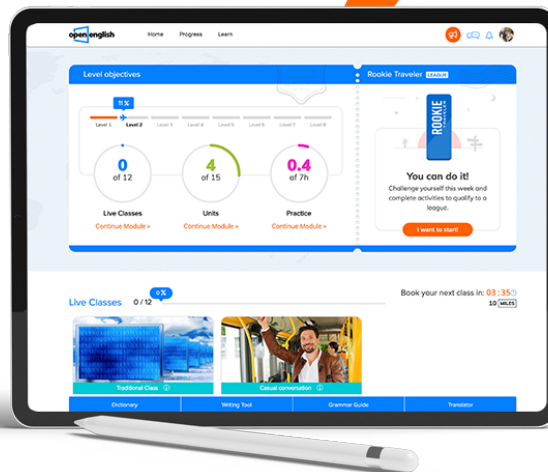 open english
Home Progress Learn
Level objectives
Rookie Traveler LEAGUE
11 %
Level 1 Level 2 Level 3 Level 4 Level 5 Level 6 Level 7 Level 8
ROOKIE
0
of 12
4
of 15
0.4
of 7h
Live Classes
Units
Practice
Continue Module »
Continue Module »
Continue Module »
You can do it!
Challenge yourself this week and
complete activities to qualify to a
league.
I want to start!
Live Classes 0 / 12
0 %
Book your next class in: 03 : 35
10 MILES
Traditional Class
Casual conversation
Dictionary Writing Tool Grammar Guide Translator